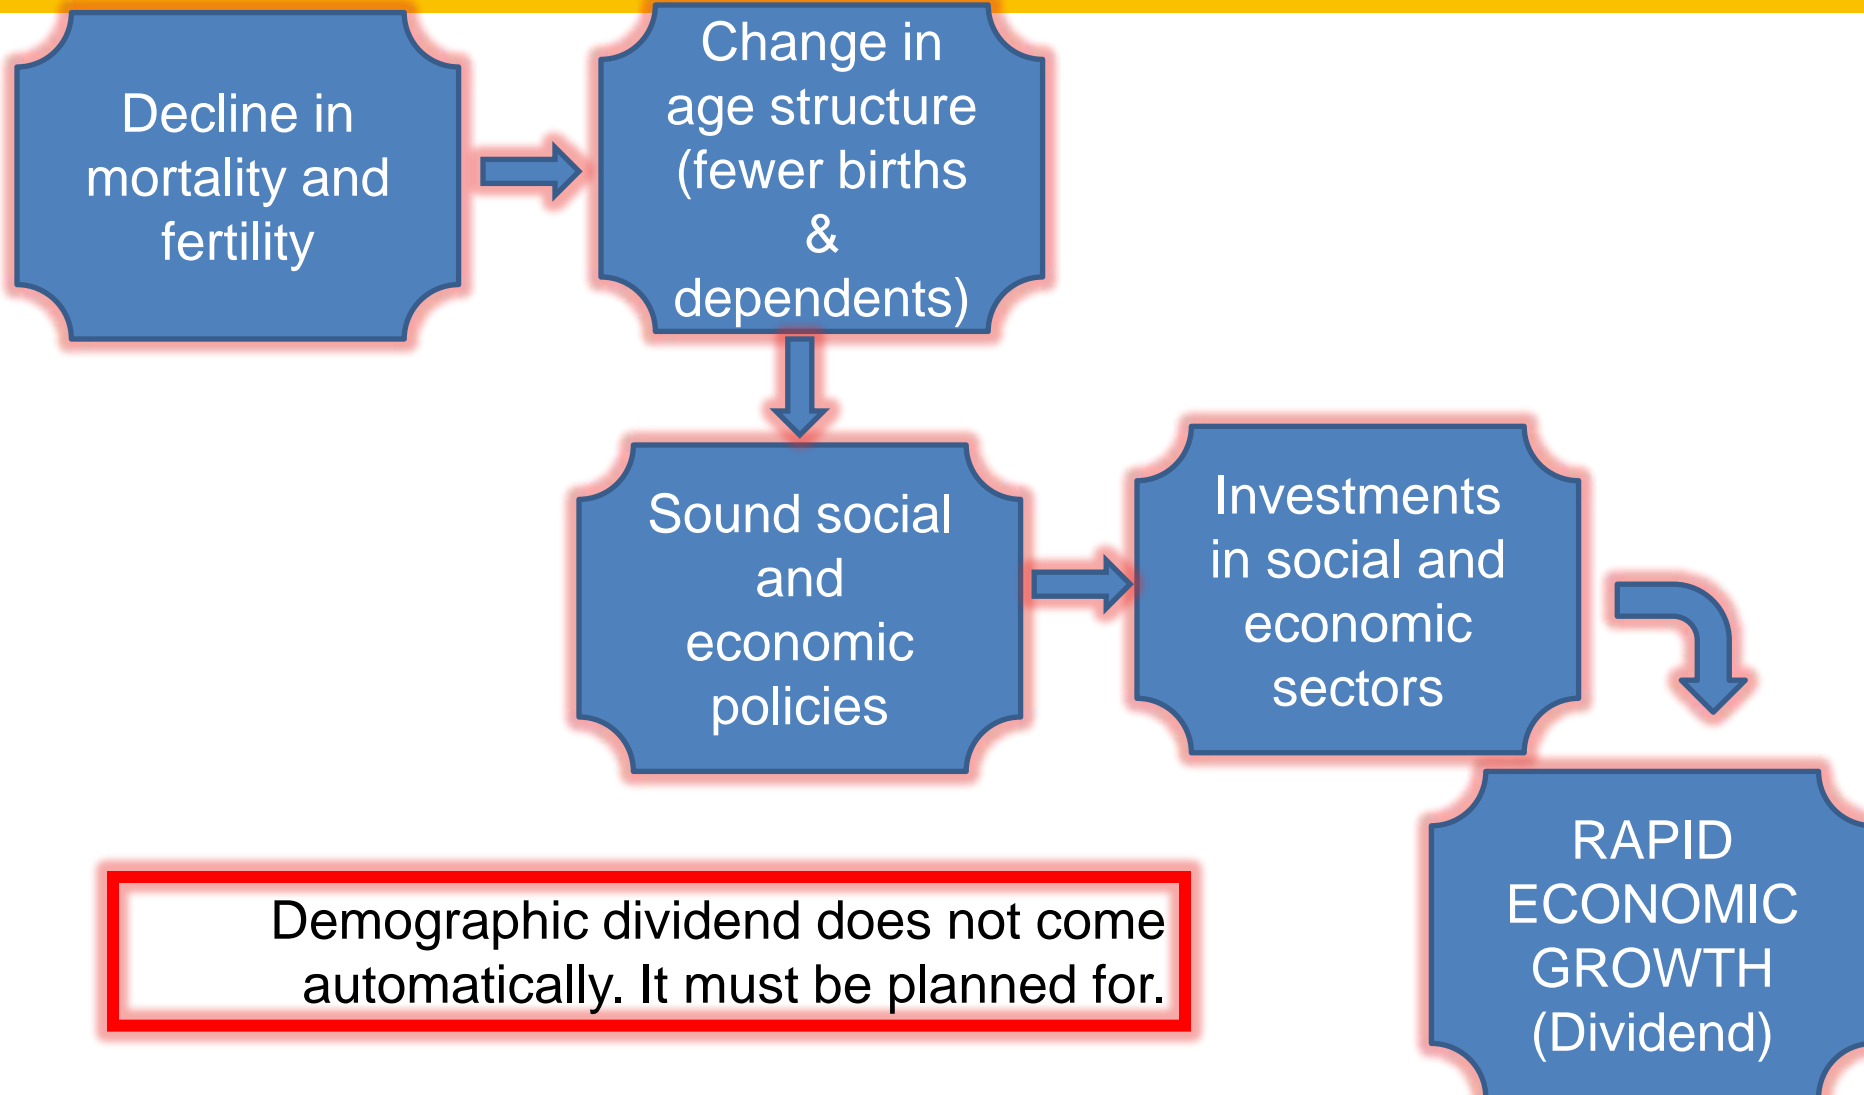 Decline in
mortality and
fertility
Change in
age structure
(fewer births
&
dependents)
Sound social
and
economic
policies
Investments
in social and
economic
sectors
RAPID
ECONOMIC
GROWTH
(Dividend)
Demographic dividend does not come
automatically. It must be planned for.